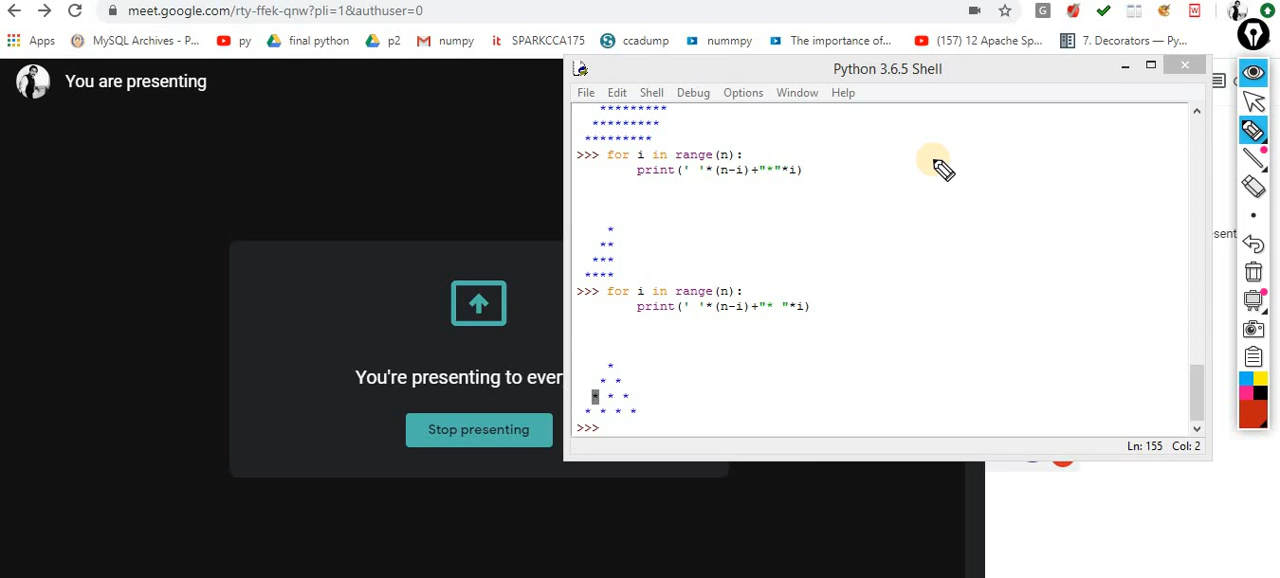 meet.google.com/rty-ffek-qnw?pli=1&authuser=0
Apps MySQL Archives - P... py final python p2 numpy SPARKCCA175 ccadump nummpy The importance of... (157) 12 Apache Sp... 7. Decorators — Py...
You are presenting
Python 3.6.5 Shell
File Edit Shell Debug Options Window Help
*********
*********
*********
>>> for i in range(n):
print(' '*(n-i)+"*"*i)
*
**
***
****
>>> for i in range(n):
print(' '*(n-i)+"* "*i)
*
* *
* * *
* * * *
>>>
Ln: 155 Col: 2
You're presenting to ever
Stop presenting